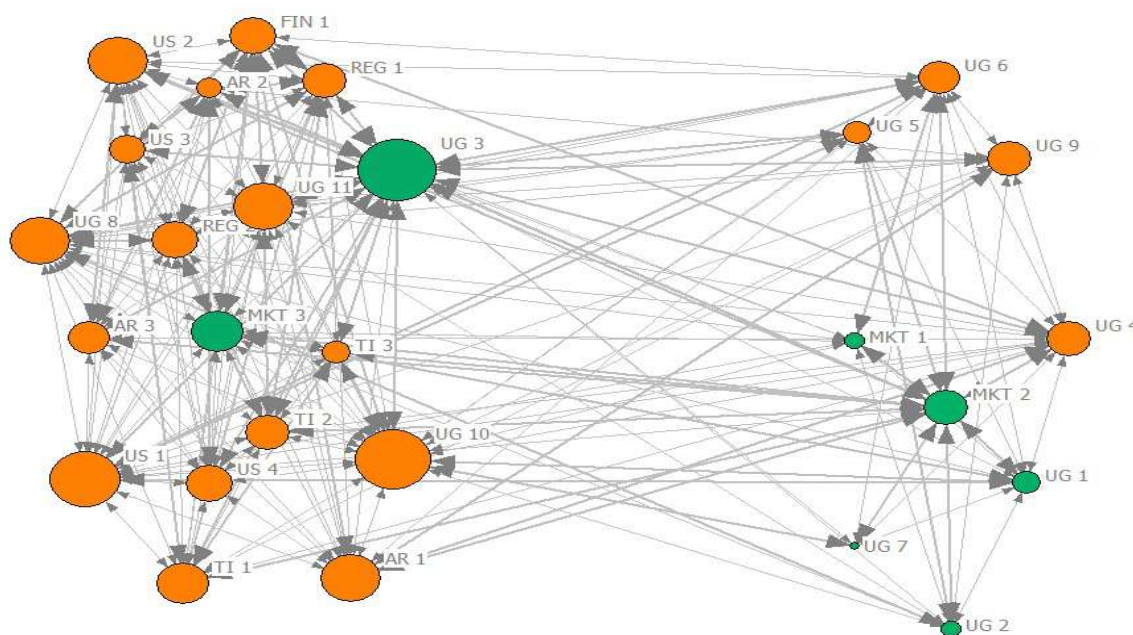 FIN 1
US 2
UG 6
REG 1
AR 2
UG 5
US 3
UG 3
UG 9
UG 11
UG 8
REG
MKT 3
AR 3
TI 3
MKT 1
UG 4
MKT 2
TI 2
UG 10
US 1
US 4
UG 1
UG 7
AR 1
TI 1
UG 2